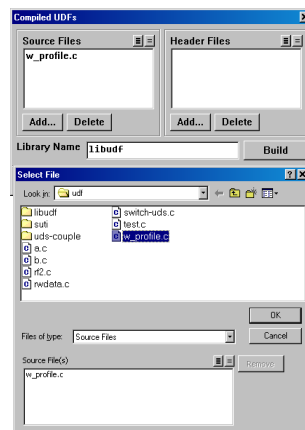 Compiled UDFs
Source Files
Header Files
w_profile.c
Add...
Delete
Add...
Delete
Library Name
libudf
Build
Select File
Look in:
udf
libudf
suti
uds-couple
a.c
b.c
rf2.c
rwdata.c
switch-uds.c
test.c
w_profile.c
OK
Files of type:
Source Files
Cancel
Source File(s)
Remove
w_profile.c